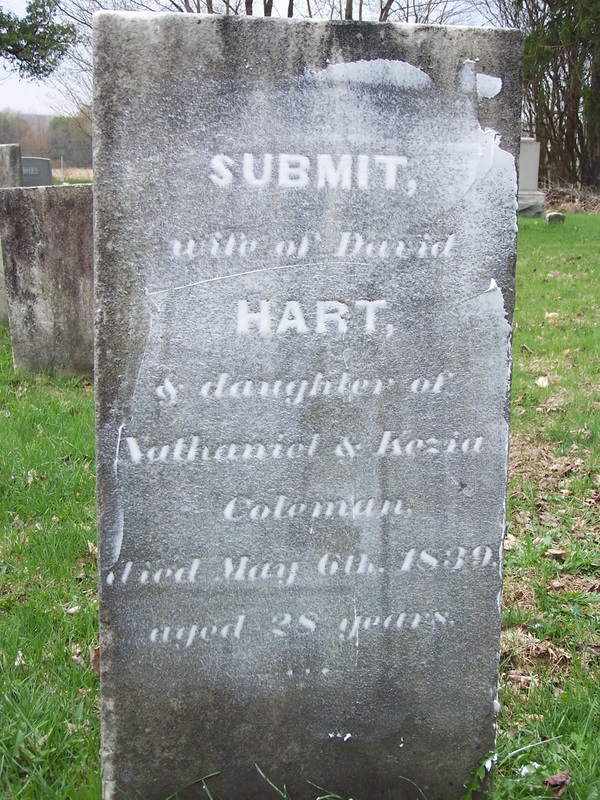 SUBMIT,
wife of David
HART,
& daughter of
Nathaniel & Kezia
Coleman,
died May 6th. 1839.
aged 28 years.